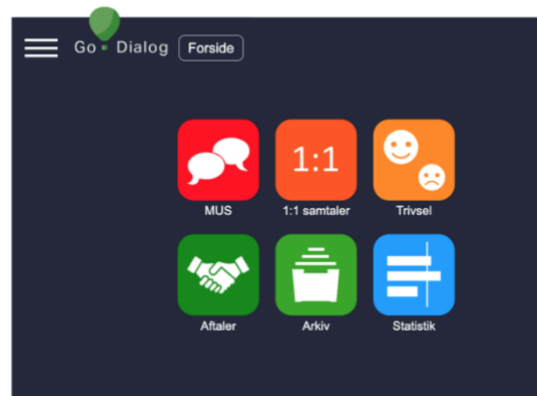 Go Dialog Forside
1:1
MUS 1:1 samtaler Trivsel
Aftaler Arkiv Statistik